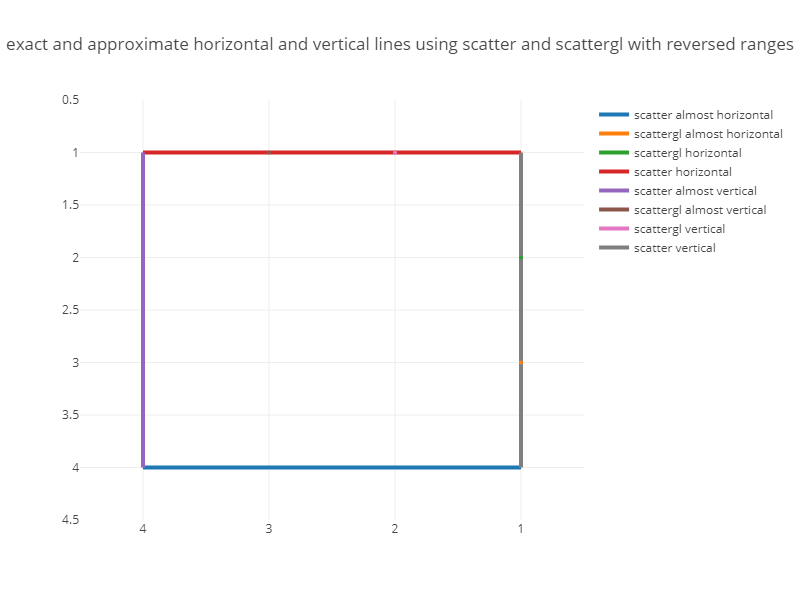 exact and approximate horizontal and vertical lines using scatter and scattergl with reversed ranges
0.5
1
1.5
2
2.5
3
3.5
4
4.5
4 3 2 1
scatter almost horizontal
scattergl almost horizontal
scattergl horizontal
scatter horizontal
scatter almost vertical
scattergl almost vertical
scattergl vertical
scatter vertical